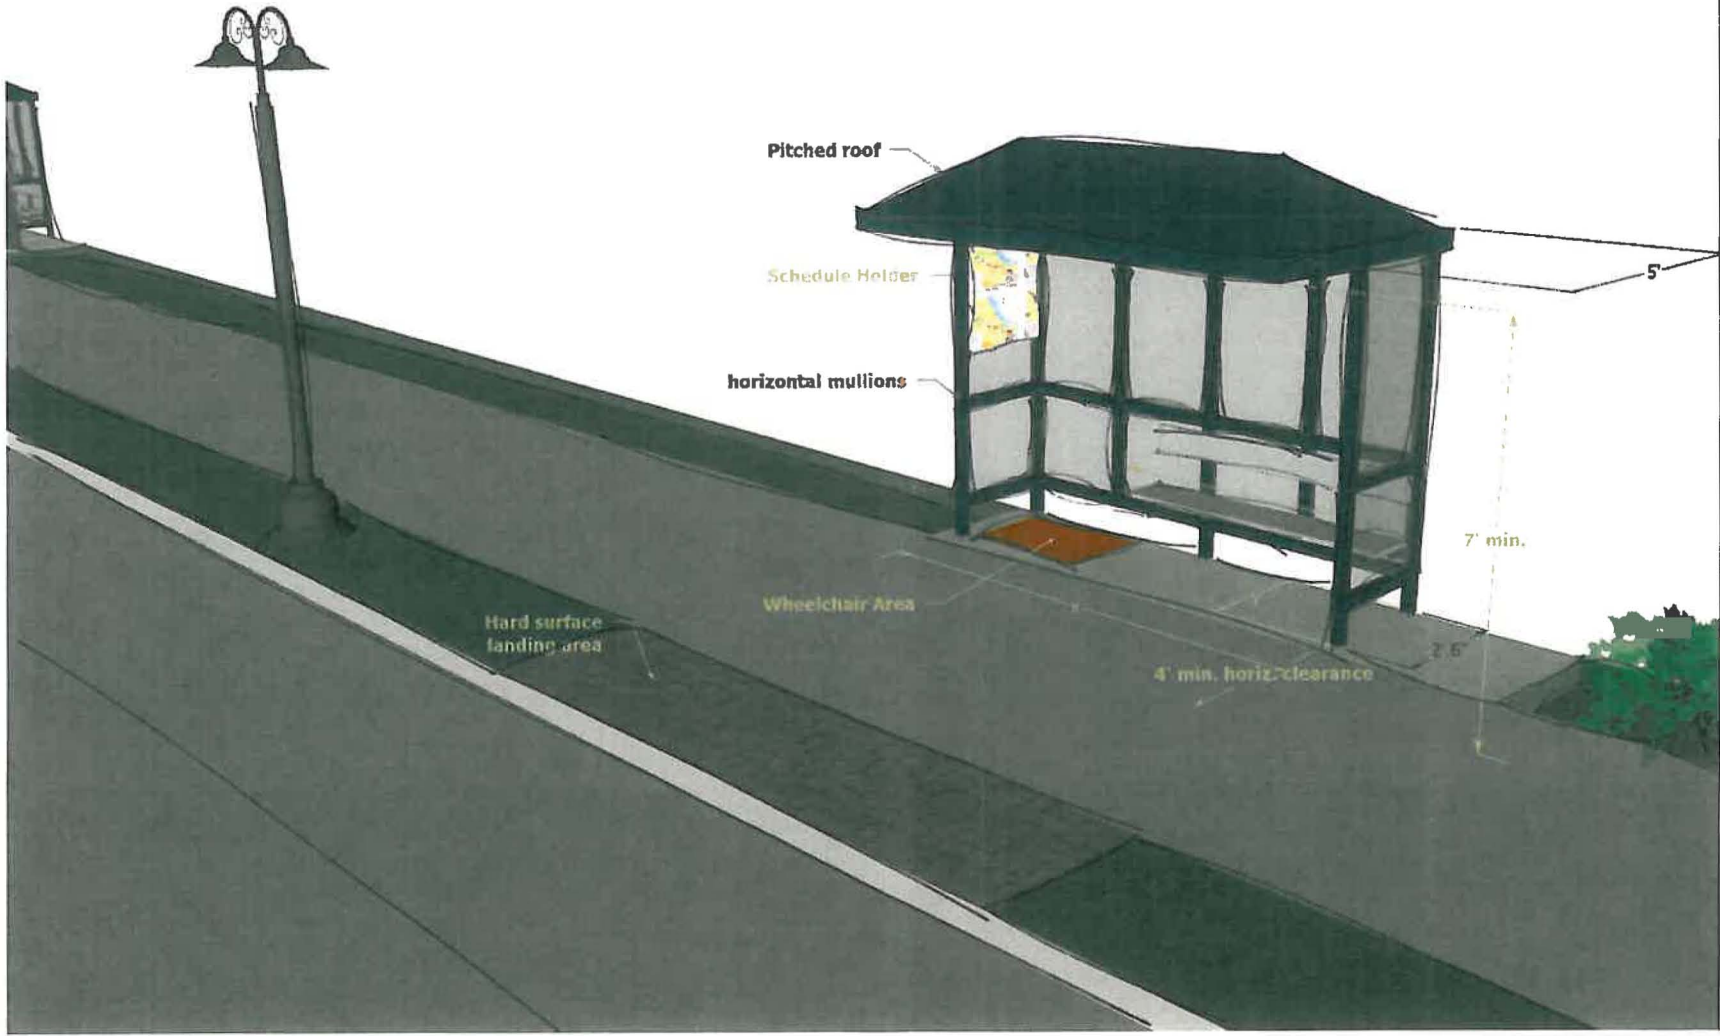 Pitched roof
Schedule Holder
5'
horizontal mullions
7' min.
Wheelchair Area
Hard surface
landing area
2' 6"
4' min. horiz. clearance